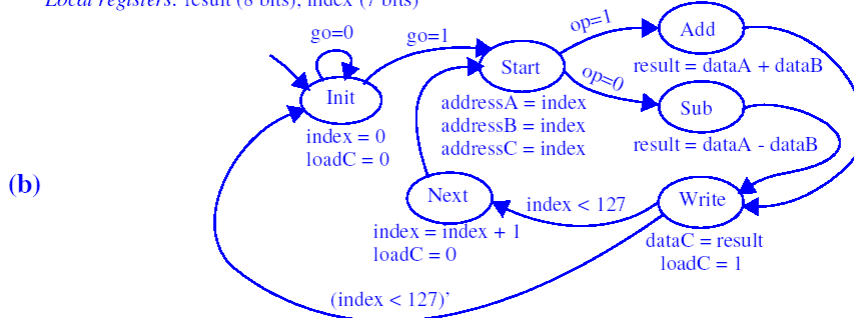 Local registers: result (8 bits), index (7 bits)
go=0
go=1
op=1
Add
Start
result = dataA + dataB
op=0
Init
addressA = index
addressB = index
addressC = index
Sub
index = 0
loadC = 0
result = dataA - dataB
(b)
Next
index < 127
Write
index = index + 1
loadC = 0
dataC = result
loadC = 1
(index < 127)’